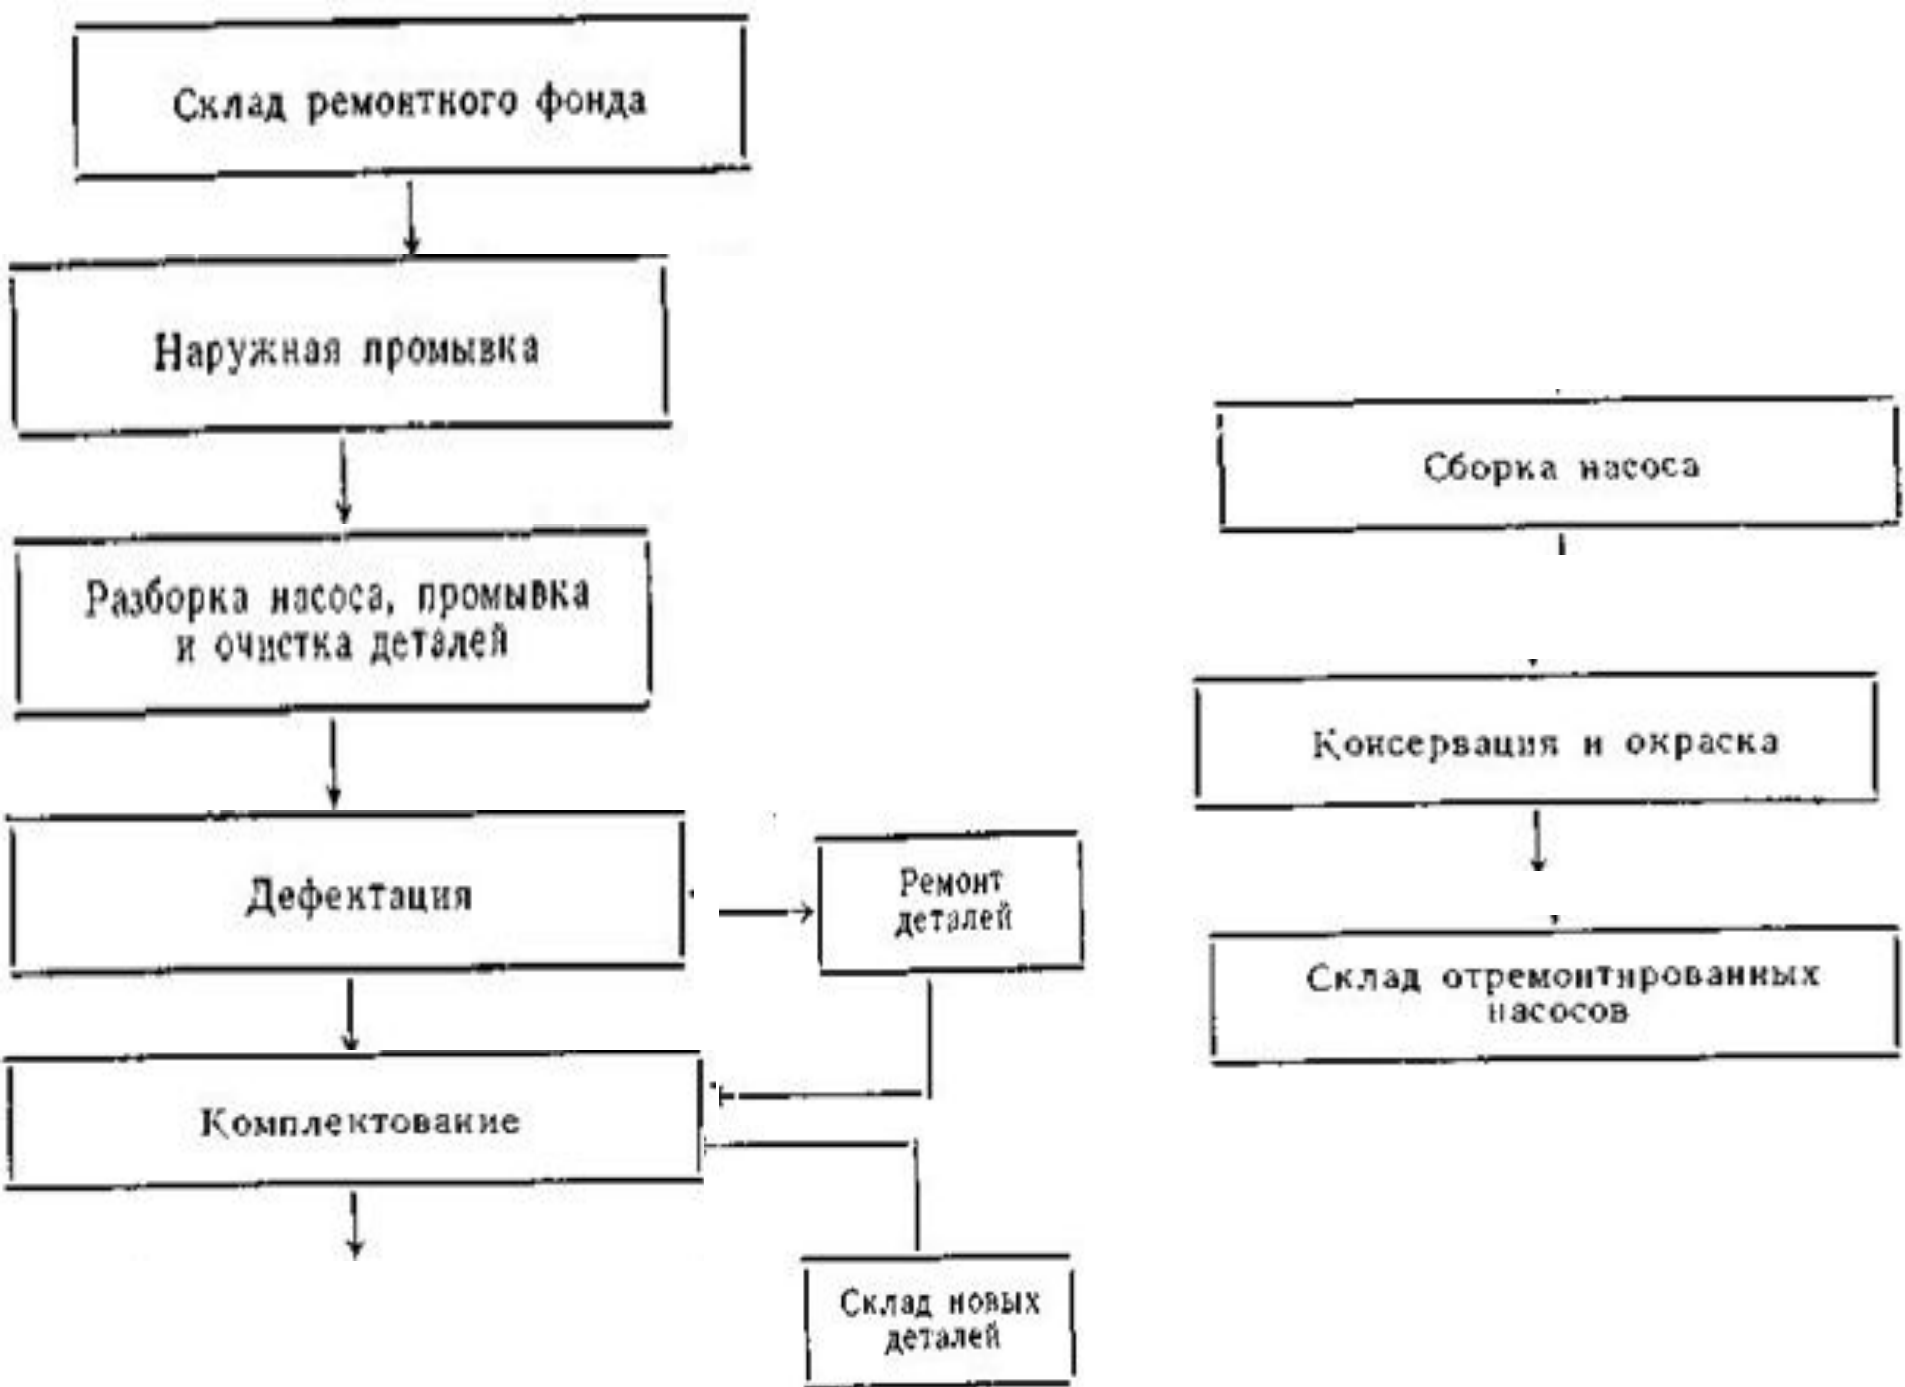 Склад ремонтного фонда
Наружная промывка
Разборка насоса, промывка
и очистка деталей
Дефектация
Ремонт
деталей
Комплектование
Склад новых
деталей
Сборка насоса
Консервация и окраска
Склад отремонтированных
насосов